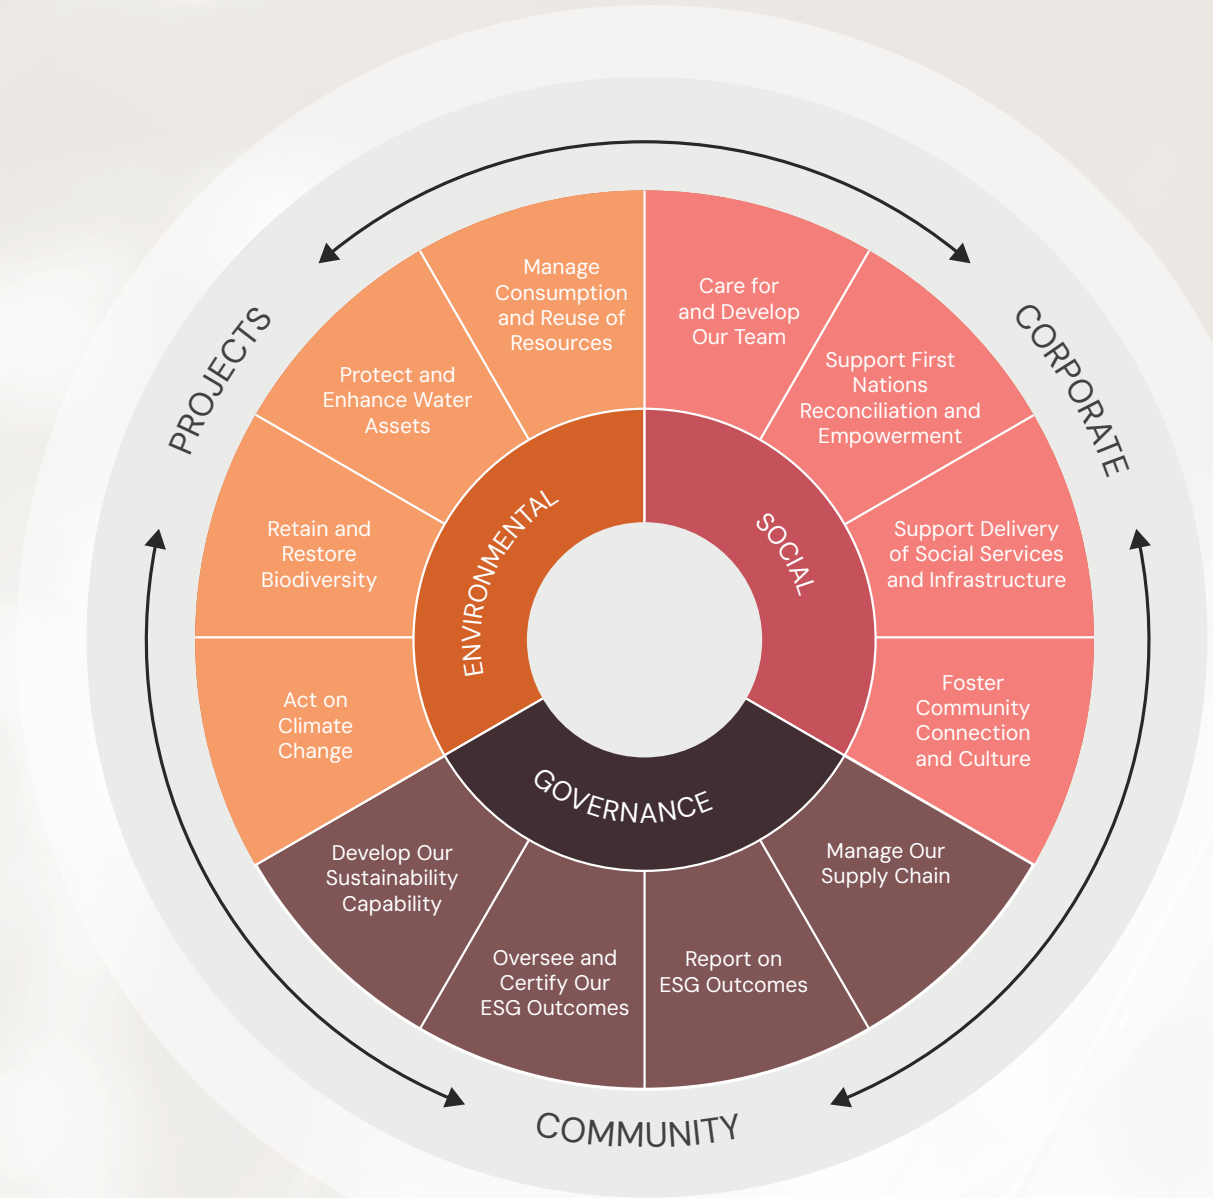 PROJECTS
CORPORATE
COMMUNITY
ENVIRONMENTAL
SOCIAL
GOVERNANCE
Manage
Consumption
and Reuse of
Resources
Care for
and Develop
Our Team
Support First
Nations
Reconciliation and
Empowerment
Support Delivery
of Social Services
and Infrastructure
Foster
Community
Connection
and Culture
Manage Our
Supply Chain
Report on
ESG Outcomes
Oversee and
Certify Our
ESG Outcomes
Develop Our
Sustainability
Capability
Act on
Climate
Change
Retain and
Restore
Biodiversity
Protect and
Enhance Water
Assets